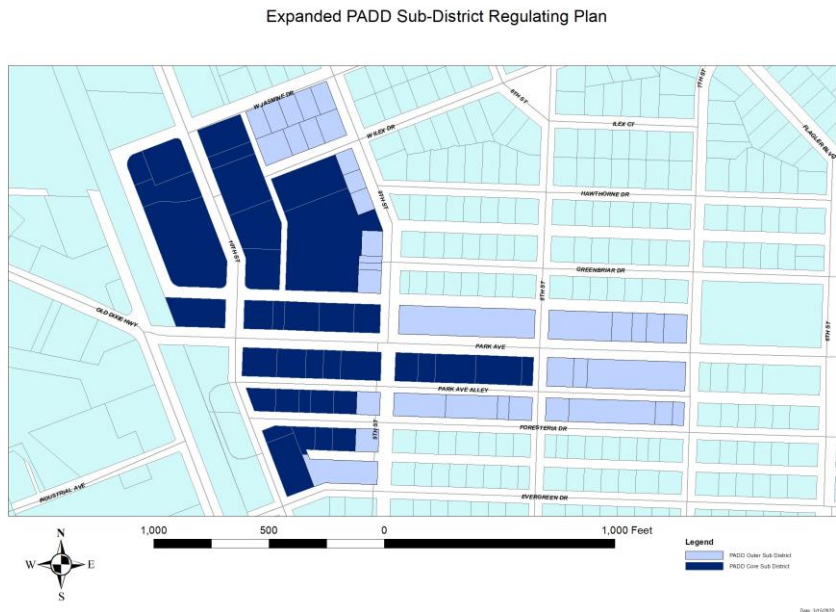 Expanded PADD Sub-District Regulating Plan
W JASMINE DR
6TH ST
7TH ST
ILEX CT
FLAGLER BLVD
W ILEX DR
HAWTHORNE DR
9TH ST
10TH ST
GREENBRIAR DR
8TH ST
OLD DIXIE HWY
6TH ST
PARK AVE
PARK AVE ALLEY
FORESTERIA DR
9TH ST
INDUSTRIAL AVE
EVERGREEN DR
N
W E
S
1,000 500 0 1,000 Feet
Legend
PADD Outer Sub District
PADD Core Sub District